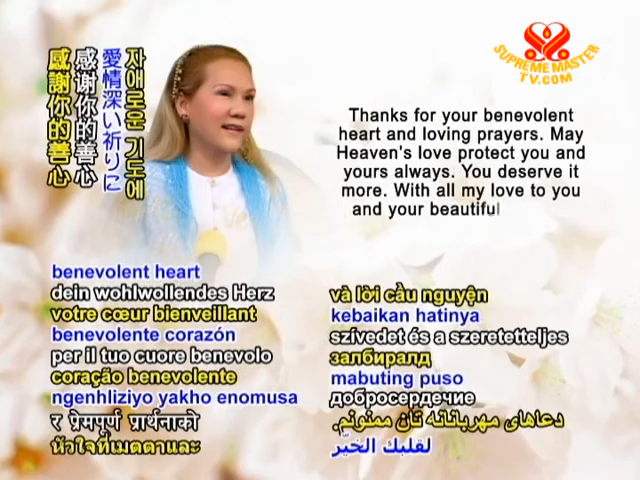 感謝你的善心
感谢你的善心
愛情深い祈りに
자애로운 기도에
SUPREME MASTER
TV.COM
Thanks for your benevolent
heart and loving prayers. May
Heaven's love protect you and
yours always. You deserve it
more. With all my love to you
and your beautiful
benevolent heart
dein wohlwollendes Herz
votre cœur bienveillant
benevolente corazón
per il tuo cuore benevolo
coração benevolente
ngenhliziyo yakho enomusa
र प्रेमपूर्ण प्रार्थनाको
หัวใจที่เมตตาและ
và lời cầu nguyện
kebaikan hatinya
szívedet és a szeretetteljes
залбиралд
mabuting puso
добросердечие
دعاهای مهربانانه تان ممنونم.
لقلبك الخيّر